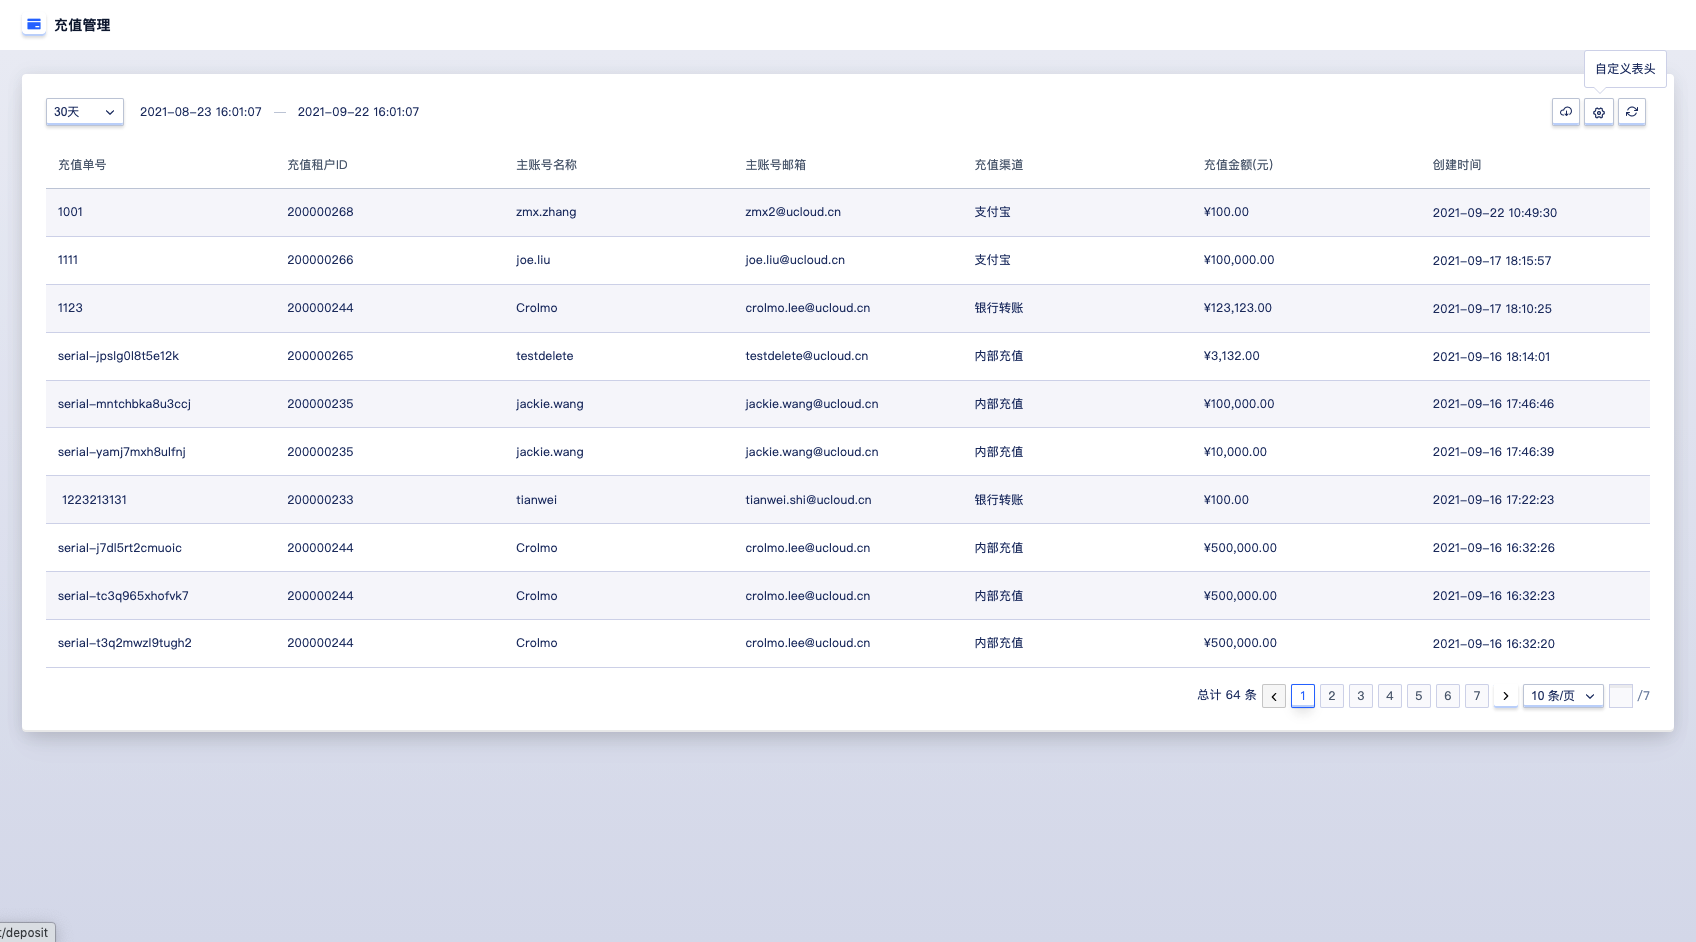 充值管理
自定义表头
30天 2021-08-23 16:01:07 — 2021-09-22 16:01:07
充值单号 充值租户ID 主账号名称 主账号邮箱 充值渠道 充值金额(元) 创建时间
1001 200000268 zmx.zhang zmx2@ucloud.cn 支付宝 ¥100.00 2021-09-22 10:49:30
1111 200000266 joe.liu joe.liu@ucloud.cn 支付宝 ¥100,000.00 2021-09-17 18:15:57
1123 200000244 Crolmo crolmo.lee@ucloud.cn 银行转账 ¥123,123.00 2021-09-17 18:10:25
serial-jpslg0l8t5e12k 200000265 testdelete testdelete@ucloud.cn 内部充值 ¥3,132.00 2021-09-16 18:14:01
serial-mntchbka8u3ccj 200000235 jackie.wang jackie.wang@ucloud.cn 内部充值 ¥100,000.00 2021-09-16 17:46:46
serial-yamj7mxh8ulfnj 200000235 jackie.wang jackie.wang@ucloud.cn 内部充值 ¥10,000.00 2021-09-16 17:46:39
1223213131 200000233 tianwei tianwei.shi@ucloud.cn 银行转账 ¥100.00 2021-09-16 17:22:23
serial-j7dl5rt2cmuoic 200000244 Crolmo crolmo.lee@ucloud.cn 内部充值 ¥500,000.00 2021-09-16 16:32:26
serial-tc3q965xhofvk7 200000244 Crolmo crolmo.lee@ucloud.cn 内部充值 ¥500,000.00 2021-09-16 16:32:23
serial-t3q2mwzl9tugh2 200000244 Crolmo crolmo.lee@ucloud.cn 内部充值 ¥500,000.00 2021-09-16 16:32:20
总计 64 条 1 2 3 4 5 6 7 10 条/页 /7
/deposit